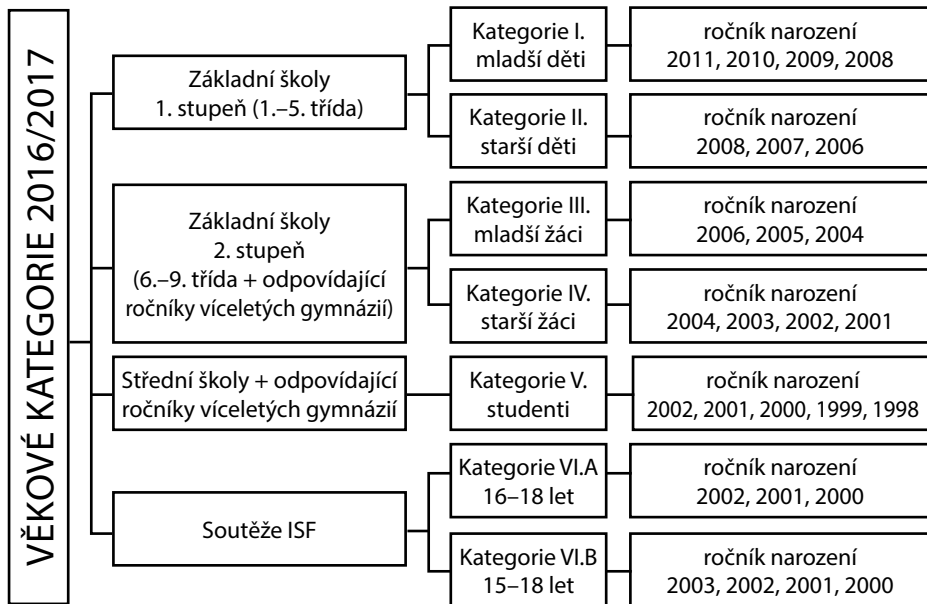 VĚKOVÉ KATEGORIE 2016/2017
Základní školy
1. stupeň (1.–5. třída)
Kategorie I.
mladší děti
ročník narození
2011, 2010, 2009, 2008
Kategorie II.
starší děti
ročník narození
2008, 2007, 2006
Základní školy
2. stupeň
(6.–9. třída + odpovídající
ročníky víceletých gymnázií)
Kategorie III.
mladší žáci
ročník narození
2006, 2005, 2004
Kategorie IV.
starší žáci
ročník narození
2004, 2003, 2002, 2001
Střední školy + odpovídající
ročníky víceletých gymnázií
Kategorie V.
studenti
ročník narození
2002, 2001, 2000, 1999, 1998
Soutěže ISF
Kategorie VI.A
16–18 let
ročník narození
2002, 2001, 2000
Kategorie VI.B
15–18 let
ročník narození
2003, 2002, 2001, 2000